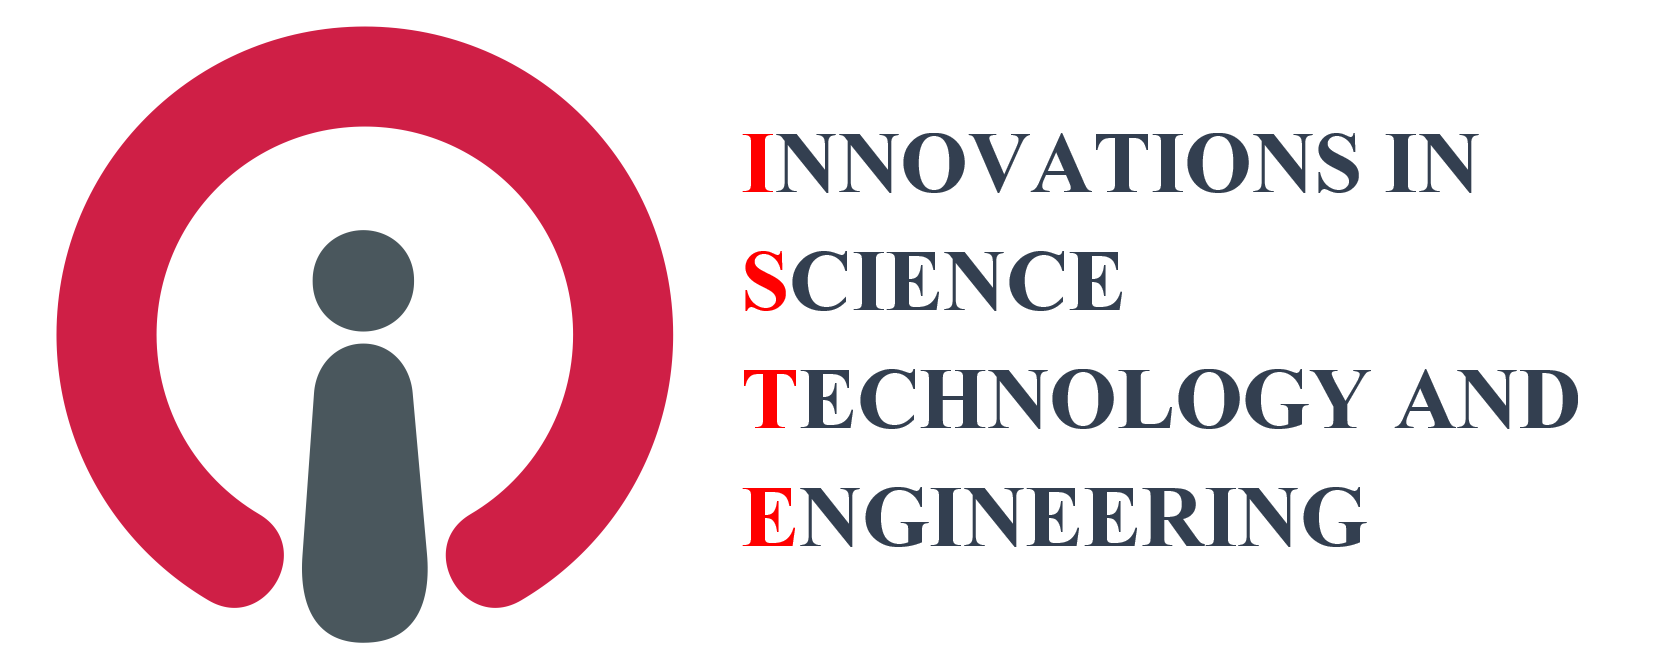 INNOVATIONS IN
SCIENCE
TECHNOLOGY AND
ENGINEERING